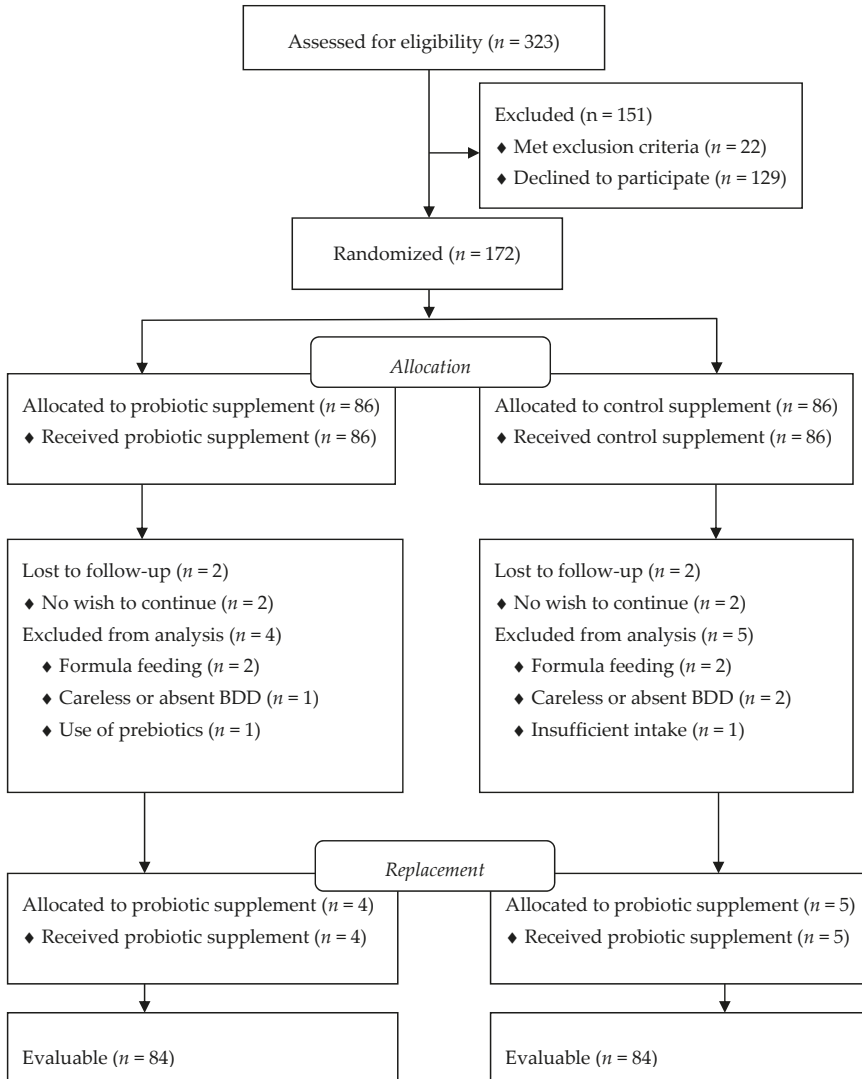 Assessed for eligibility (n = 323)
Excluded (n = 151)
♦ Met exclusion criteria (n = 22)
♦ Declined to participate (n = 129)
Randomized (n = 172)
Allocation
Allocated to probiotic supplement (n = 86)
♦ Received probiotic supplement (n = 86)
Allocated to control supplement (n = 86)
♦ Received control supplement (n = 86)
Lost to follow-up (n = 2)
♦ No wish to continue (n = 2)
Excluded from analysis (n = 4)
♦ Formula feeding (n = 2)
♦ Careless or absent BDD (n = 1)
♦ Use of prebiotics (n = 1)
Lost to follow-up (n = 2)
♦ No wish to continue (n = 2)
Excluded from analysis (n = 5)
♦ Formula feeding (n = 2)
♦ Careless or absent BDD (n = 2)
♦ Insufficient intake (n = 1)
Replacement
Allocated to probiotic supplement (n = 4)
♦ Received probiotic supplement (n = 4)
Allocated to probiotic supplement (n = 5)
♦ Received probiotic supplement (n = 5)
Evaluable (n = 84)
Evaluable (n = 84)